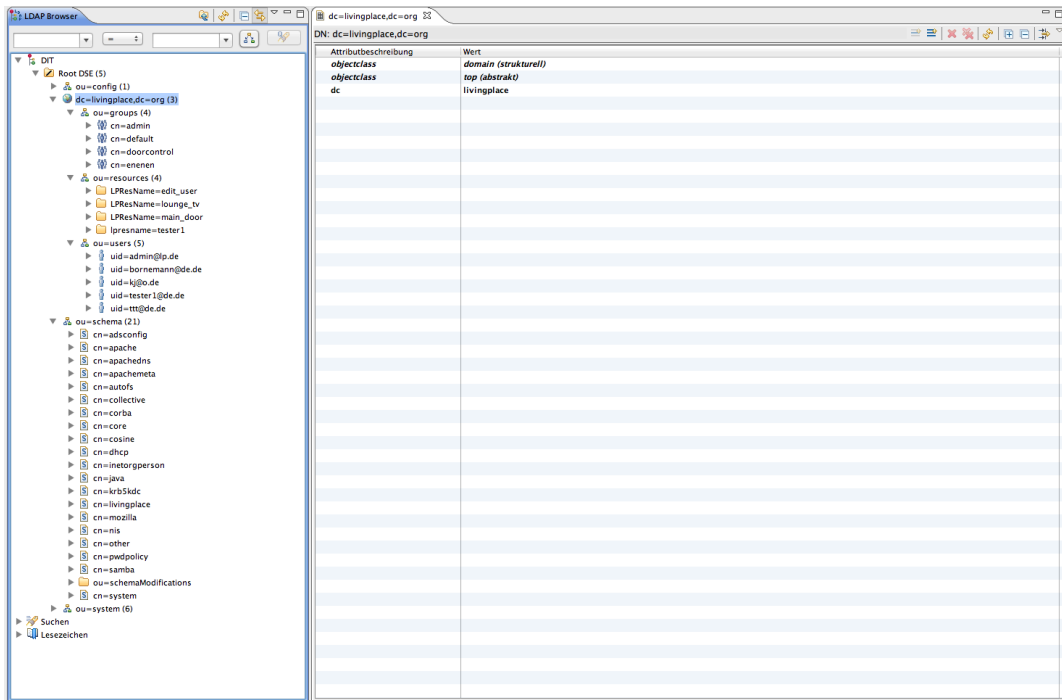 LDAP Browser
=
DIT
Root DSE (5)
ou=config (1)
dc=livingplace,dc=org (3)
ou=groups (4)
cn=admin
cn=default
cn=doorcontrol
cn=enenen
ou=resources (4)
LPResName=edit_user
LPResName=lounge_tv
LPResName=main_door
lpresname=tester1
ou=users (5)
uid=admin@lp.de
uid=bornemann@de.de
uid=kj@o.de
uid=tester1@de.de
uid=ttt@de.de
ou=schema (21)
cn=adsconfig
cn=apache
cn=apachedns
cn=apachemeta
cn=autofs
cn=collective
cn=corba
cn=core
cn=cosine
cn=dhcp
cn=inetorgperson
cn=java
cn=krb5kdc
cn=livingplace
cn=mozilla
cn=nis
cn=other
cn=pwdpolicy
cn=samba
ou=schemaModifications
cn=system
ou=system (6)
Suchen
Lesezeichen
dc=livingplace,dc=org
DN: dc=livingplace,dc=org
Attributbeschreibung Wert
objectclass domain (strukturell)
objectclass top (abstrakt)
dc livingplace